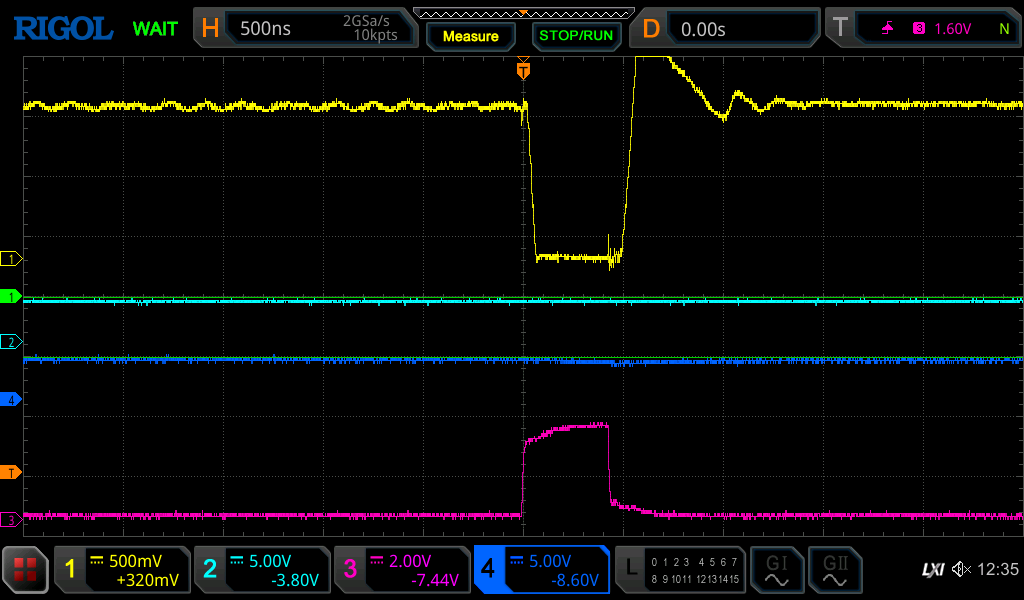 RIGOL WAIT H 500ns 2GSa/s 10kpts Measure STOP/RUN D 0.00s T 3 1.60V N
T
1
1
2
4
T
3
1 500mV +320mV 2 5.00V -3.80V 3 2.00V -7.44V 4 5.00V -8.60V L 0 1 2 3 4 5 6 7 GI GII LXI 12:35
8 9 10 11 12 13 14 15